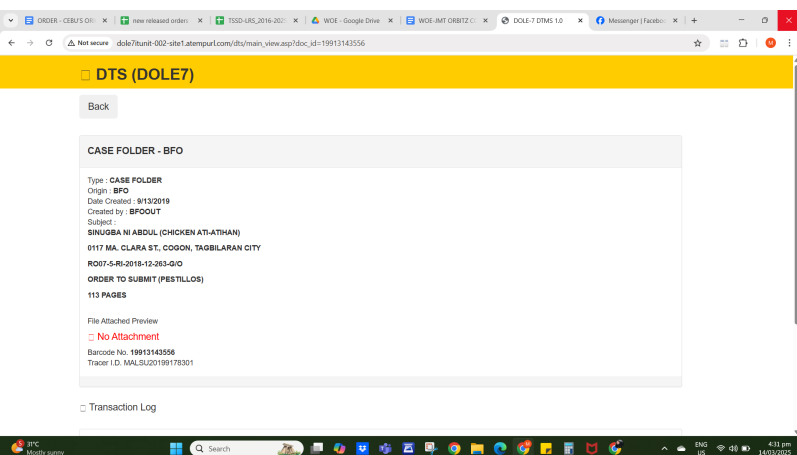 ORDER - CEBU'S OR
new released orders
TSSD-LRS_2016-202
WOE - Google Drive
WOE-JMT ORBITZ C
DOLE-7 DTMS 1.0
Messenger | Facebo
Not secure dole7itunit-002-site1.atempurl.com/dts/main_view.asp?doc_id=19913143556
M
DTS (DOLE7)
Back
CASE FOLDER - BFO
Type : CASE FOLDER
Origin : BFO
Date Created : 9/13/2019
Created by : BFOOUT
Subject :
SINUGBA NI ABDUL (CHICKEN ATI-ATIHAN)
0117 MA. CLARA ST., COGON, TAGBILARAN CITY
RO07-5-RI-2018-12-263-G/O
ORDER TO SUBMIT (PESTILLOS)
113 PAGES
File Attached Preview
No Attachment
Barcode No. 19913143556
Tracer I.D. MALSU20199178301
Transaction Log
5 31°C
Mostly sunny
Search
ENG
US
4:31 pm
14/03/2025